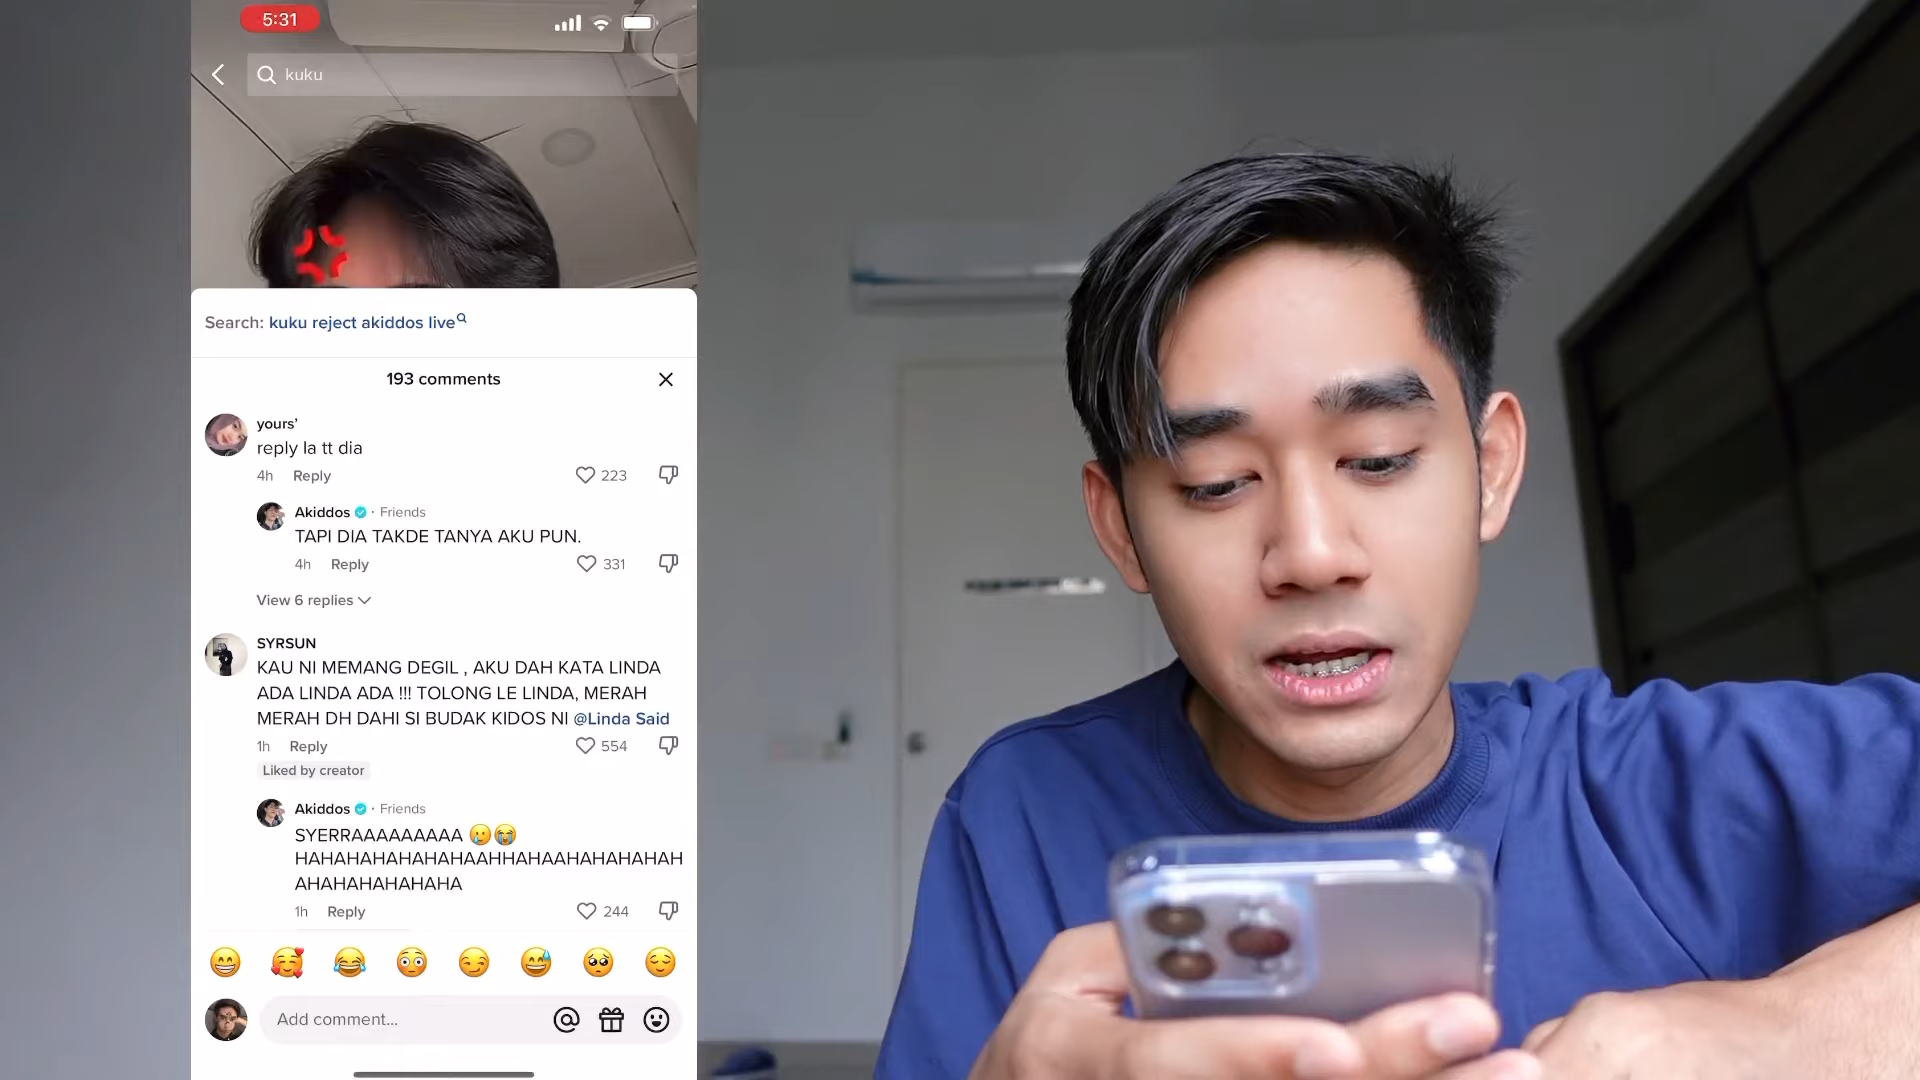 5:31
kuku
Search: kuku reject akiddos live
193 comments
yours’
reply la tt dia
4h Reply 223
Akiddos · Friends
TAPI DIA TAKDE TANYA AKU PUN.
4h Reply 331
View 6 replies
SYRSUN
KAU NI MEMANG DEGIL , AKU DAH KATA LINDA
ADA LINDA ADA !!! TOLONG LE LINDA, MERAH
MERAH DH DAHI SI BUDAK KIDOS NI @Linda Said
1h Reply 554
Liked by creator
Akiddos · Friends
SYERRAAAAAAAAA 🥲😭
HAHAHAHAHAHAHAAHHAHAAHAHAHAHAH
AHAHAHAHAHAHA
1h Reply 244
Add comment...